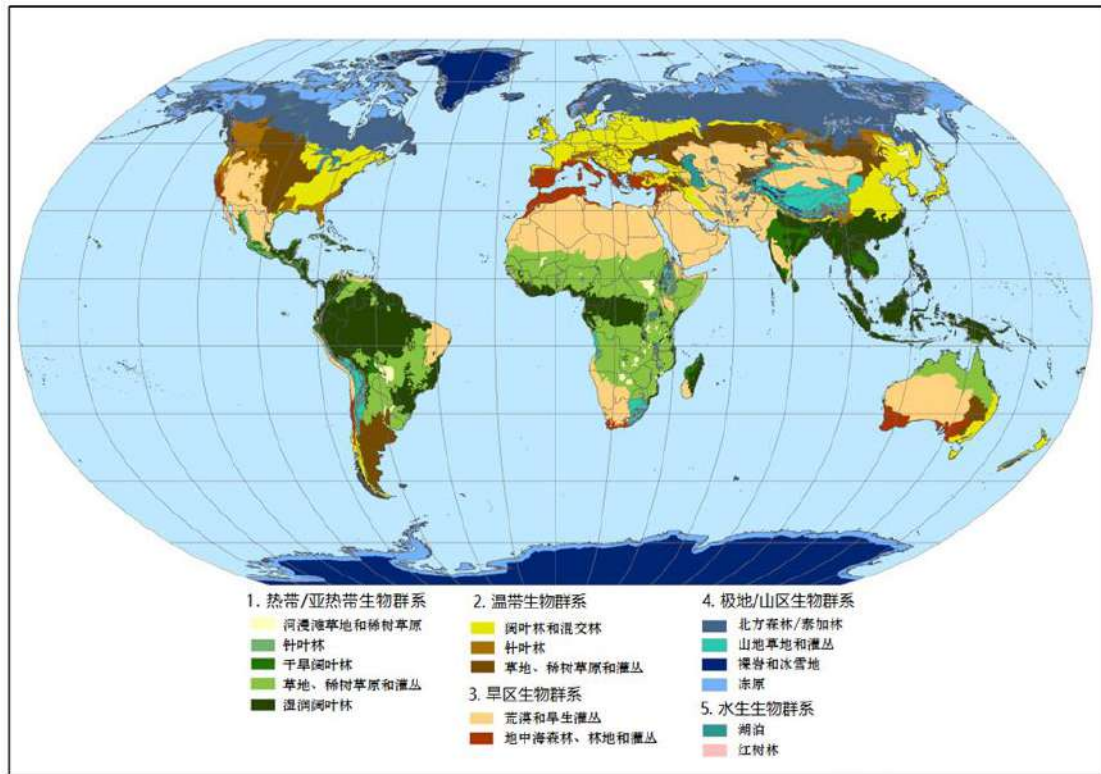 1. 热带/亚热带生物群系
河漫滩草地和稀树草原
针叶林
干旱阔叶林
草地、稀树草原和灌丛
湿润阔叶林
2. 温带生物群系
阔叶林和混交林
针叶林
草地、稀树草原和灌丛
3. 旱区生物群系
荒漠和旱生灌丛
地中海森林、林地和灌丛
4. 极地/山区生物群系
北方森林/泰加林
山地草地和灌丛
裸岩和冰雪地
冻原
5. 水生生物群系
湖泊
江树林